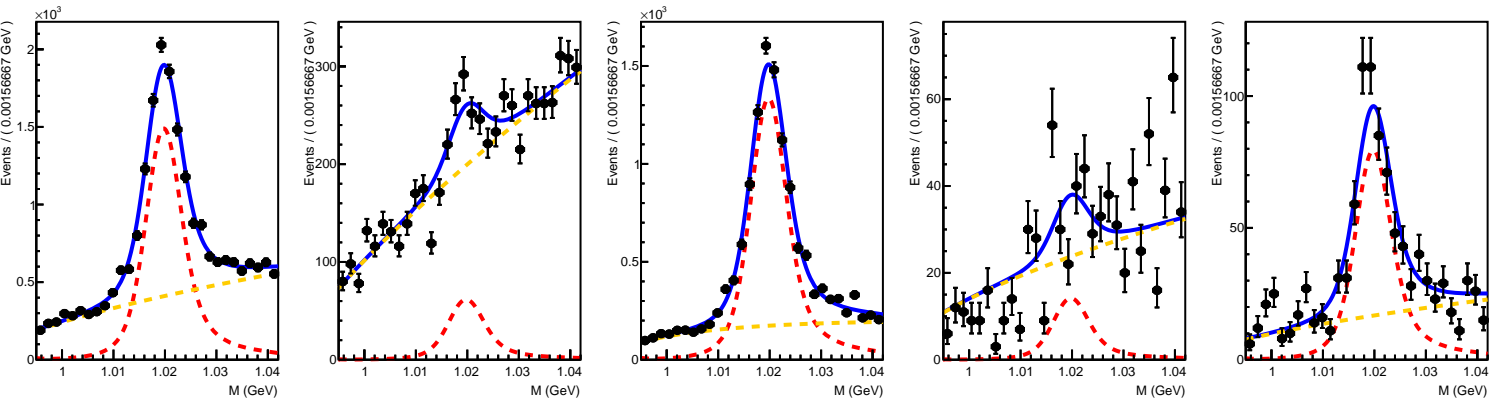 ×10³
Events / ( 0.00156667 GeV )
2
1.5
1
0.5
0
1 1.01 1.02 1.03 1.04
M (GeV)
Events / ( 0.00156667 GeV )
300
200
100
0
1 1.01 1.02 1.03 1.04
M (GeV)
×10³
Events / ( 0.00156667 GeV )
1.5
1
0.5
0
1 1.01 1.02 1.03 1.04
M (GeV)
Events / ( 0.00156667 GeV )
60
40
20
0
1 1.01 1.02 1.03 1.04
M (GeV)
Events / ( 0.00156667 GeV )
100
50
0
1 1.01 1.02 1.03 1.04
M (GeV)